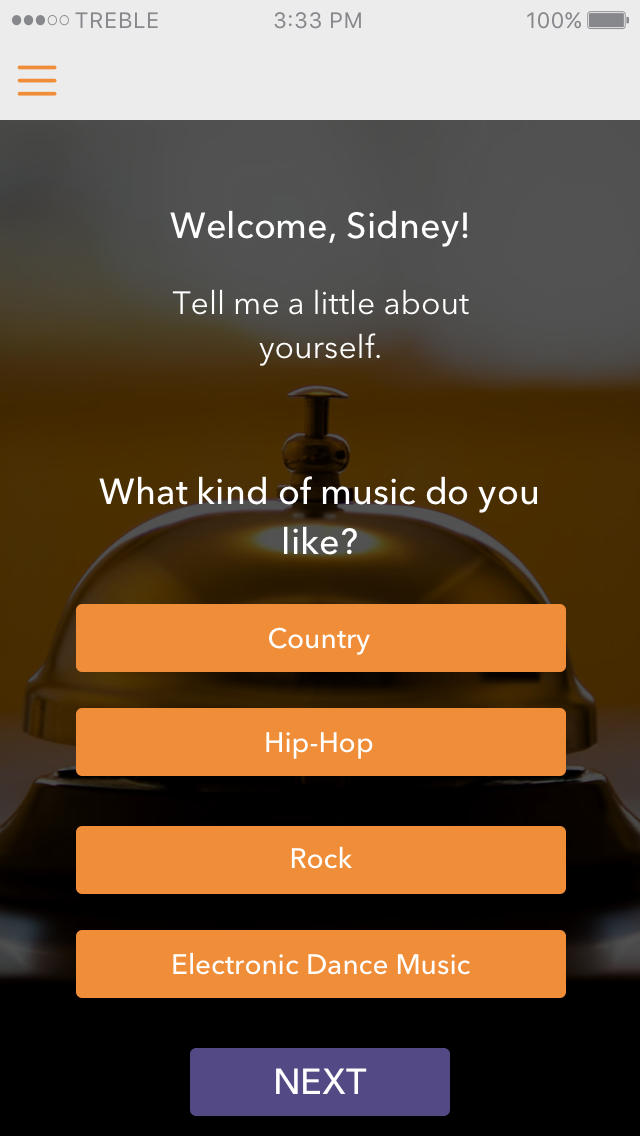 TREBLE 3:33 PM 100%
Welcome, Sidney!
Tell me a little about
yourself.
What kind of music do you
like?
Country
Hip-Hop
Rock
Electronic Dance Music
NEXT